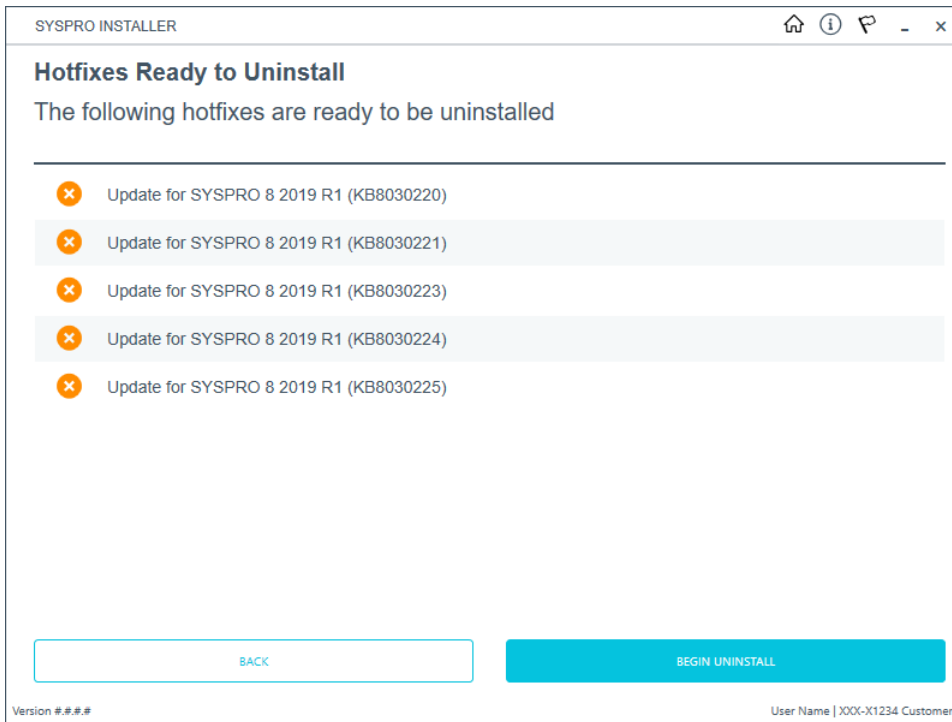 SYSPRO INSTALLER
Hotfixes Ready to Uninstall
The following hotfixes are ready to be uninstalled
Update for SYSPRO 8 2019 R1 (KB8030220)
Update for SYSPRO 8 2019 R1 (KB8030221)
Update for SYSPRO 8 2019 R1 (KB8030223)
Update for SYSPRO 8 2019 R1 (KB8030224)
Update for SYSPRO 8 2019 R1 (KB8030225)
BACK
BEGIN UNINSTALL
Version #.#.#.#
User Name | XXX-X1234 Customer